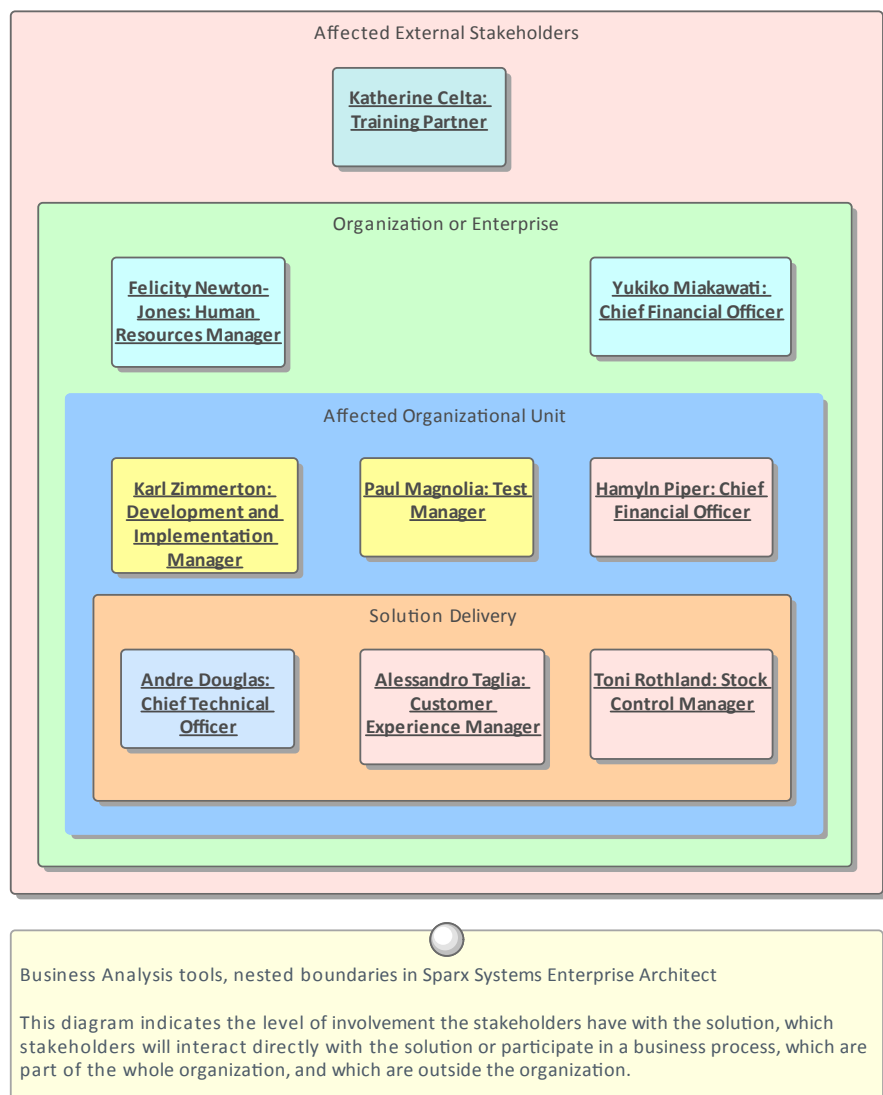 Affected External Stakeholders
Katherine Celta:
Training Partner
Organization or Enterprise
Felicity Newton-
Jones: Human
Resources Manager
Yukiko Miakawati:
Chief Financial Officer
Affected Organizational Unit
Karl Zimmerton:
Development and
Implementation
Manager
Paul Magnolia: Test
Manager
Hamyln Piper: Chief
Financial Officer
Solution Delivery
Andre Douglas:
Chief Technical
Officer
Alessandro Taglia:
Customer
Experience Manager
Toni Rothland: Stock
Control Manager
Business Analysis tools, nested boundaries in Sparx Systems Enterprise Architect
This diagram indicates the level of involvement the stakeholders have with the solution, which
stakeholders will interact directly with the solution or participate in a business process, which are
part of the whole organization, and which are outside the organization.